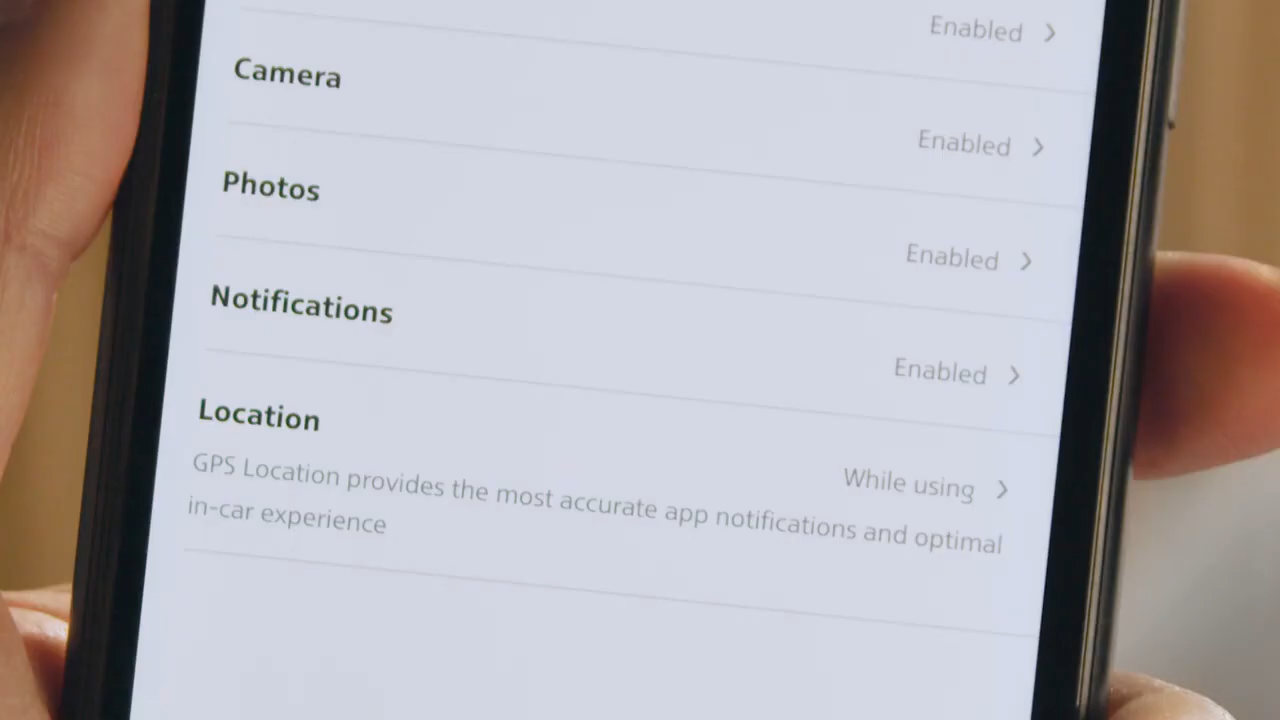 Enabled
Camera
Enabled
Photos
Enabled
Notifications
Enabled
Location
While using
GPS Location provides the most accurate app notifications and optimal
in-car experience